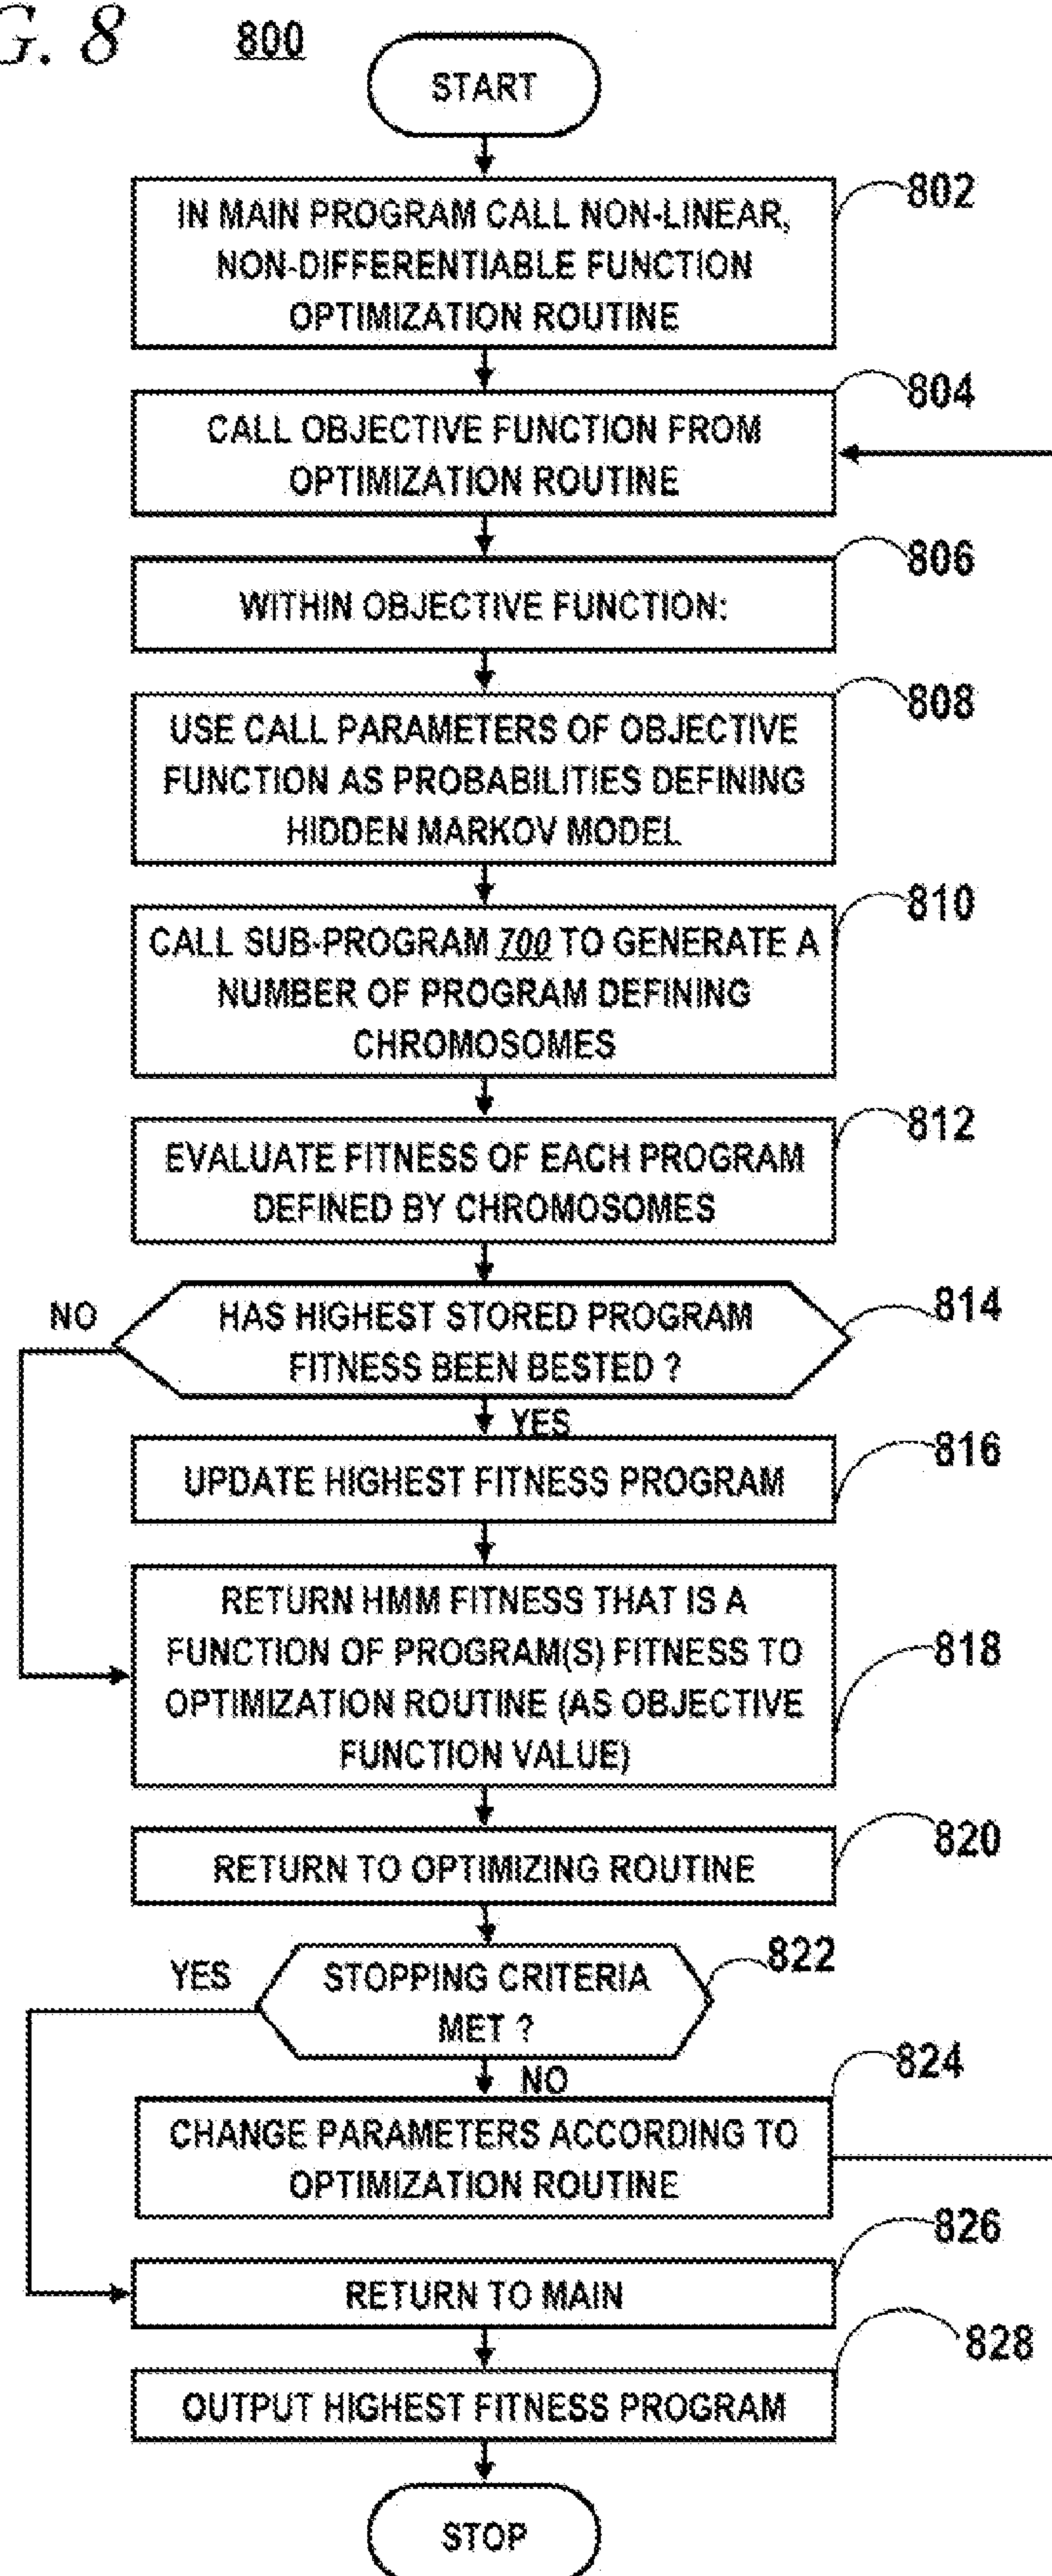 G. 8
800
START
802
IN MAIN PROGRAM CALL NON-LINEAR,
NON-DIFFERENTIABLE FUNCTION
OPTIMIZATION ROUTINE
804
CALL OBJECTIVE FUNCTION FROM
OPTIMIZATION ROUTINE
806
WITHIN OBJECTIVE FUNCTION:
808
USE CALL PARAMETERS OF OBJECTIVE
FUNCTION AS PROBABILITIES DEFINING
HIDDEN MARKOV MODEL
810
CALL SUB-PROGRAM 700 TO GENERATE A
NUMBER OF PROGRAM DEFINING
CHROMOSOMES
812
EVALUATE FITNESS OF EACH PROGRAM
DEFINED BY CHROMOSOMES
814
NO
HAS HIGHEST STORED PROGRAM
FITNESS BEEN BESTED ?
YES
816
UPDATE HIGHEST FITNESS PROGRAM
RETURN HMM FITNESS THAT IS A
818
FUNCTION OF PROGRAM(S) FITNESS TO
OPTIMIZATION ROUTINE (AS OBJECTIVE
FUNCTION VALUE)
820
RETURN TO OPTIMIZING ROUTINE
822
YES
STOPPING CRITERIA
MET ?
NO
824
CHANGE PARAMETERS ACCORDING TO
OPTIMIZATION ROUTINE
826
RETURN TO MAIN
828
OUTPUT HIGHEST FITNESS PROGRAM
STOP